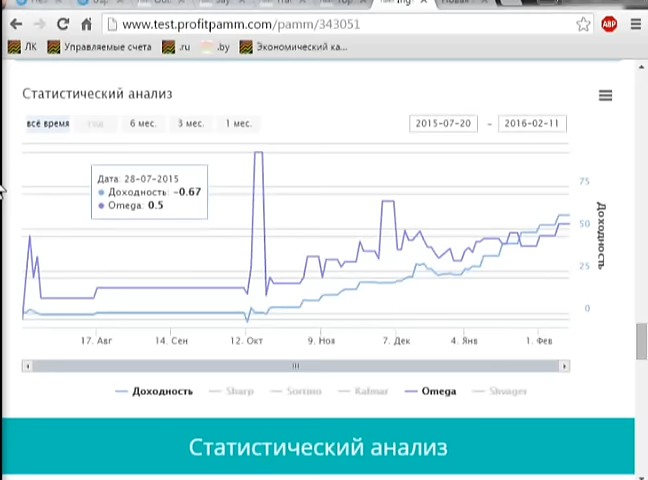 www.test.profitpamm.com/pamm/343051
ABP
ЛК Управляемые счета .ru .by Экономический ка...
Статистический анализ
всё время год 6 мес. 3 мес. 1 мес. 2015-07-20 - 2016-02-11
Дата: 28-07-2015
Доходность: -0.67
Omega: 0.5
75
50
25
0
Доходность
17. Авг 14. Сен 12. Окт 9. Ноя 7. Дек 4. Янв 1. Фев
Доходность Sharp Sortino Kalmar Omega Shwager
Статистический анализ